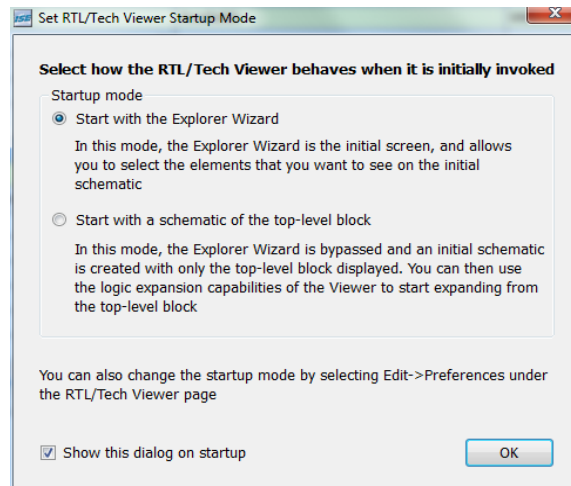 ISE Set RTL/Tech Viewer Startup Mode
Select how the RTL/Tech Viewer behaves when it is initially invoked
Startup mode
Start with the Explorer Wizard
In this mode, the Explorer Wizard is the initial screen, and allows
you to select the elements that you want to see on the initial
schematic
Start with a schematic of the top-level block
In this mode, the Explorer Wizard is bypassed and an initial schematic
is created with only the top-level block displayed. You can then use
the logic expansion capabilities of the Viewer to start expanding from
the top-level block
You can also change the startup mode by selecting Edit->Preferences under
the RTL/Tech Viewer page
Show this dialog on startup
OK